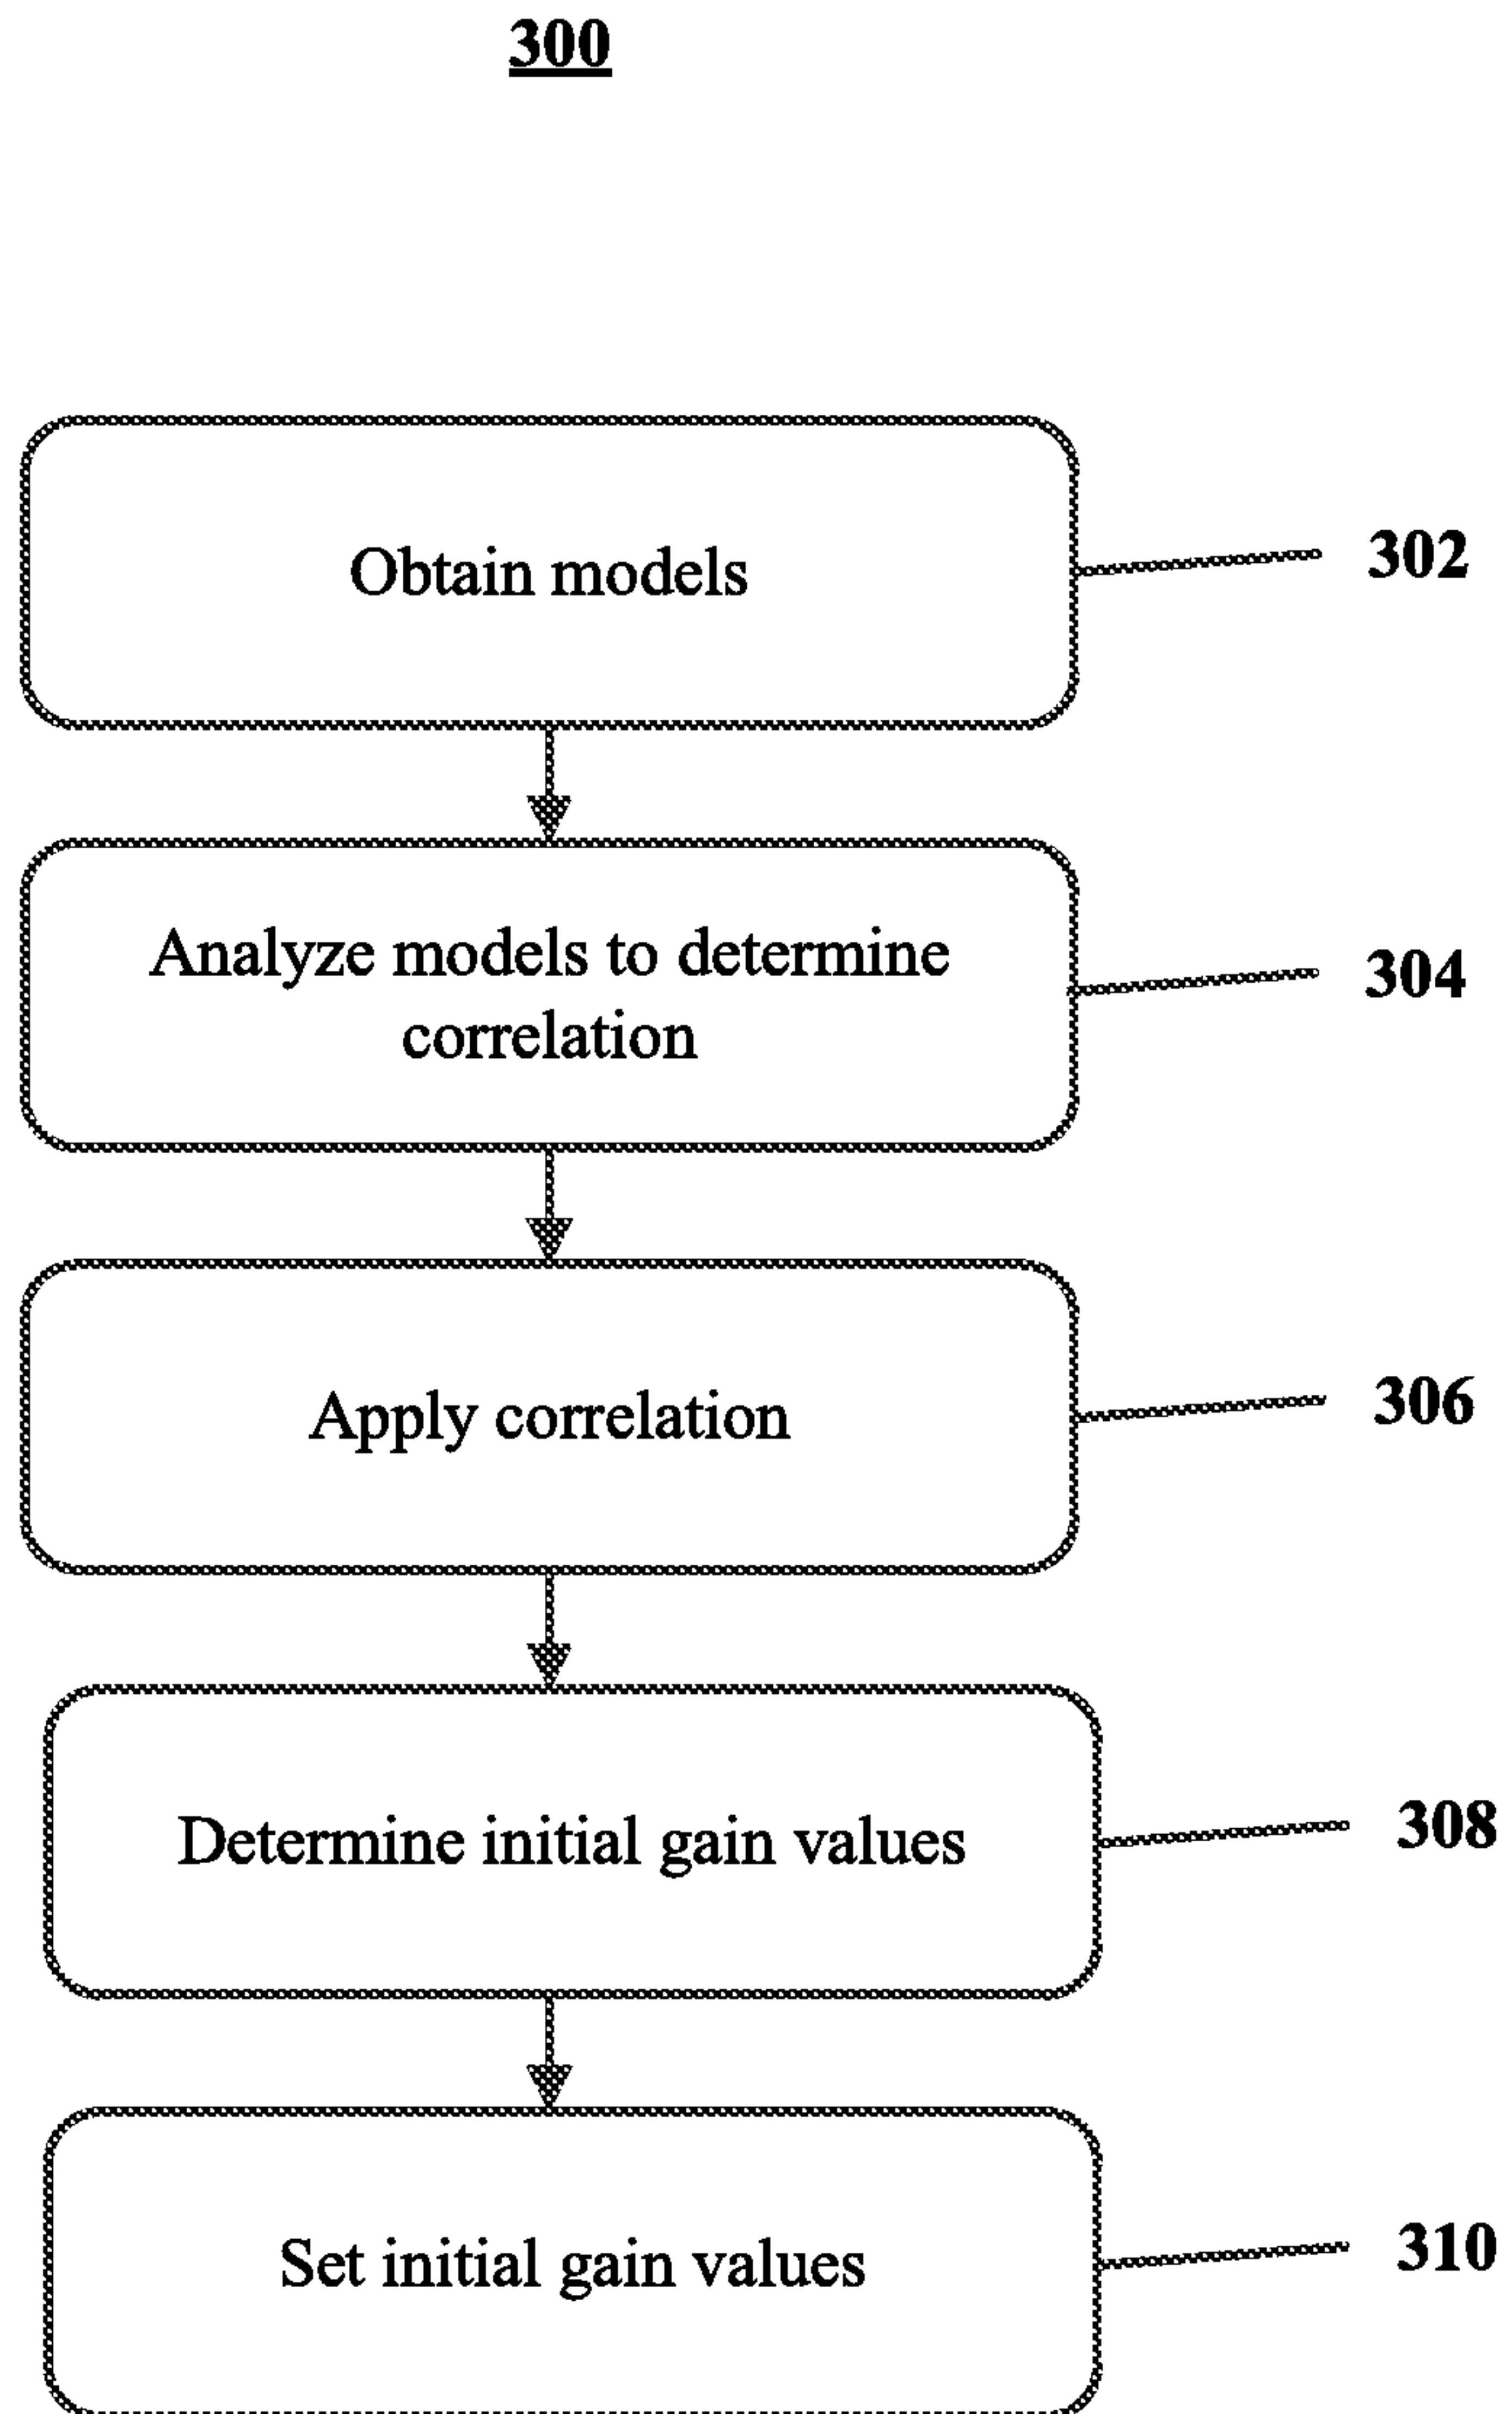 300
Obtain models
302
Analyze models to determine
correlation
304
Apply correlation
306
Determine initial gain values
308
Set initial gain values
310